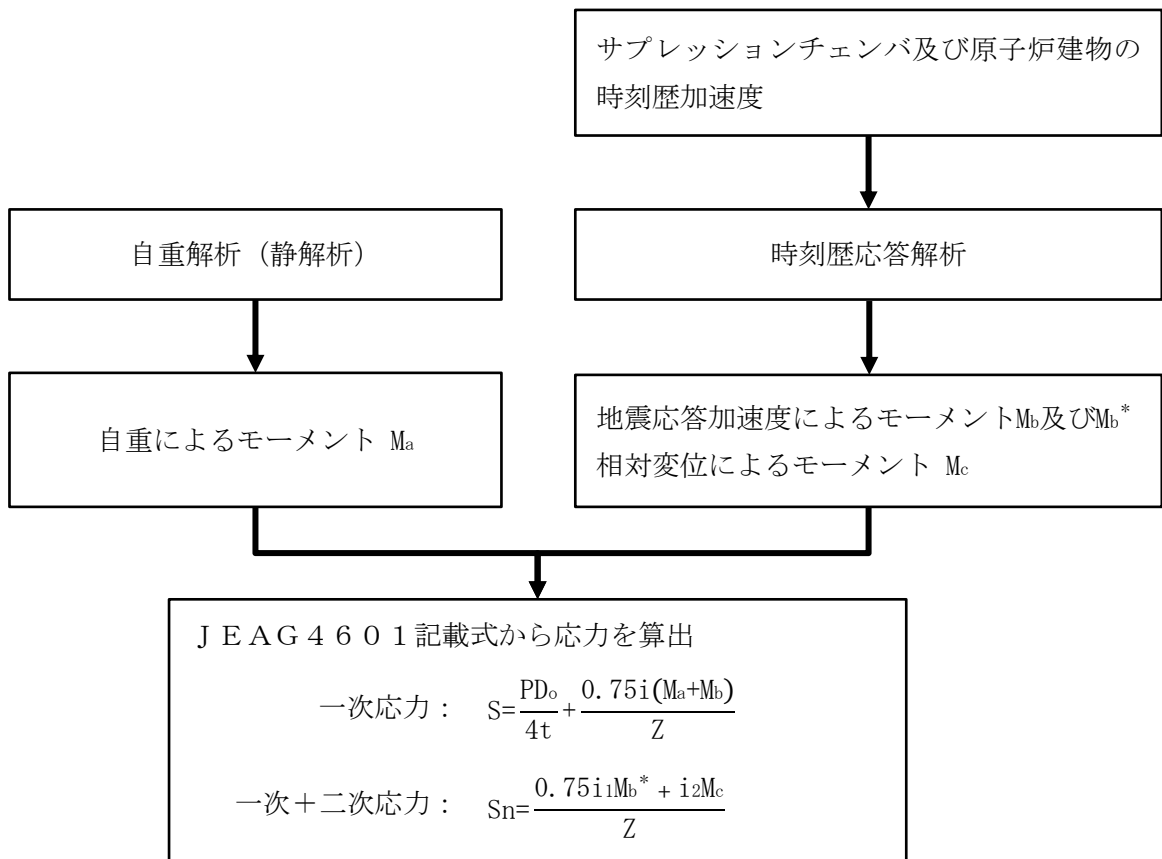 サプレッションチェンバ及び原子炉建物の
時刻歴加速度
自重解析（静解析）
時刻歴応答解析
自重によるモーメント Ma
地震応答加速度によるモーメントMb及びMb*
相対変位によるモーメント Mc
ＪＥＡＧ４６０１記載式から応力を算出
一次応力： S=PDo/4t+0.75i(Ma+Mb)/Z
一次＋二次応力： Sn=0.75i1Mb*+i2Mc/Z